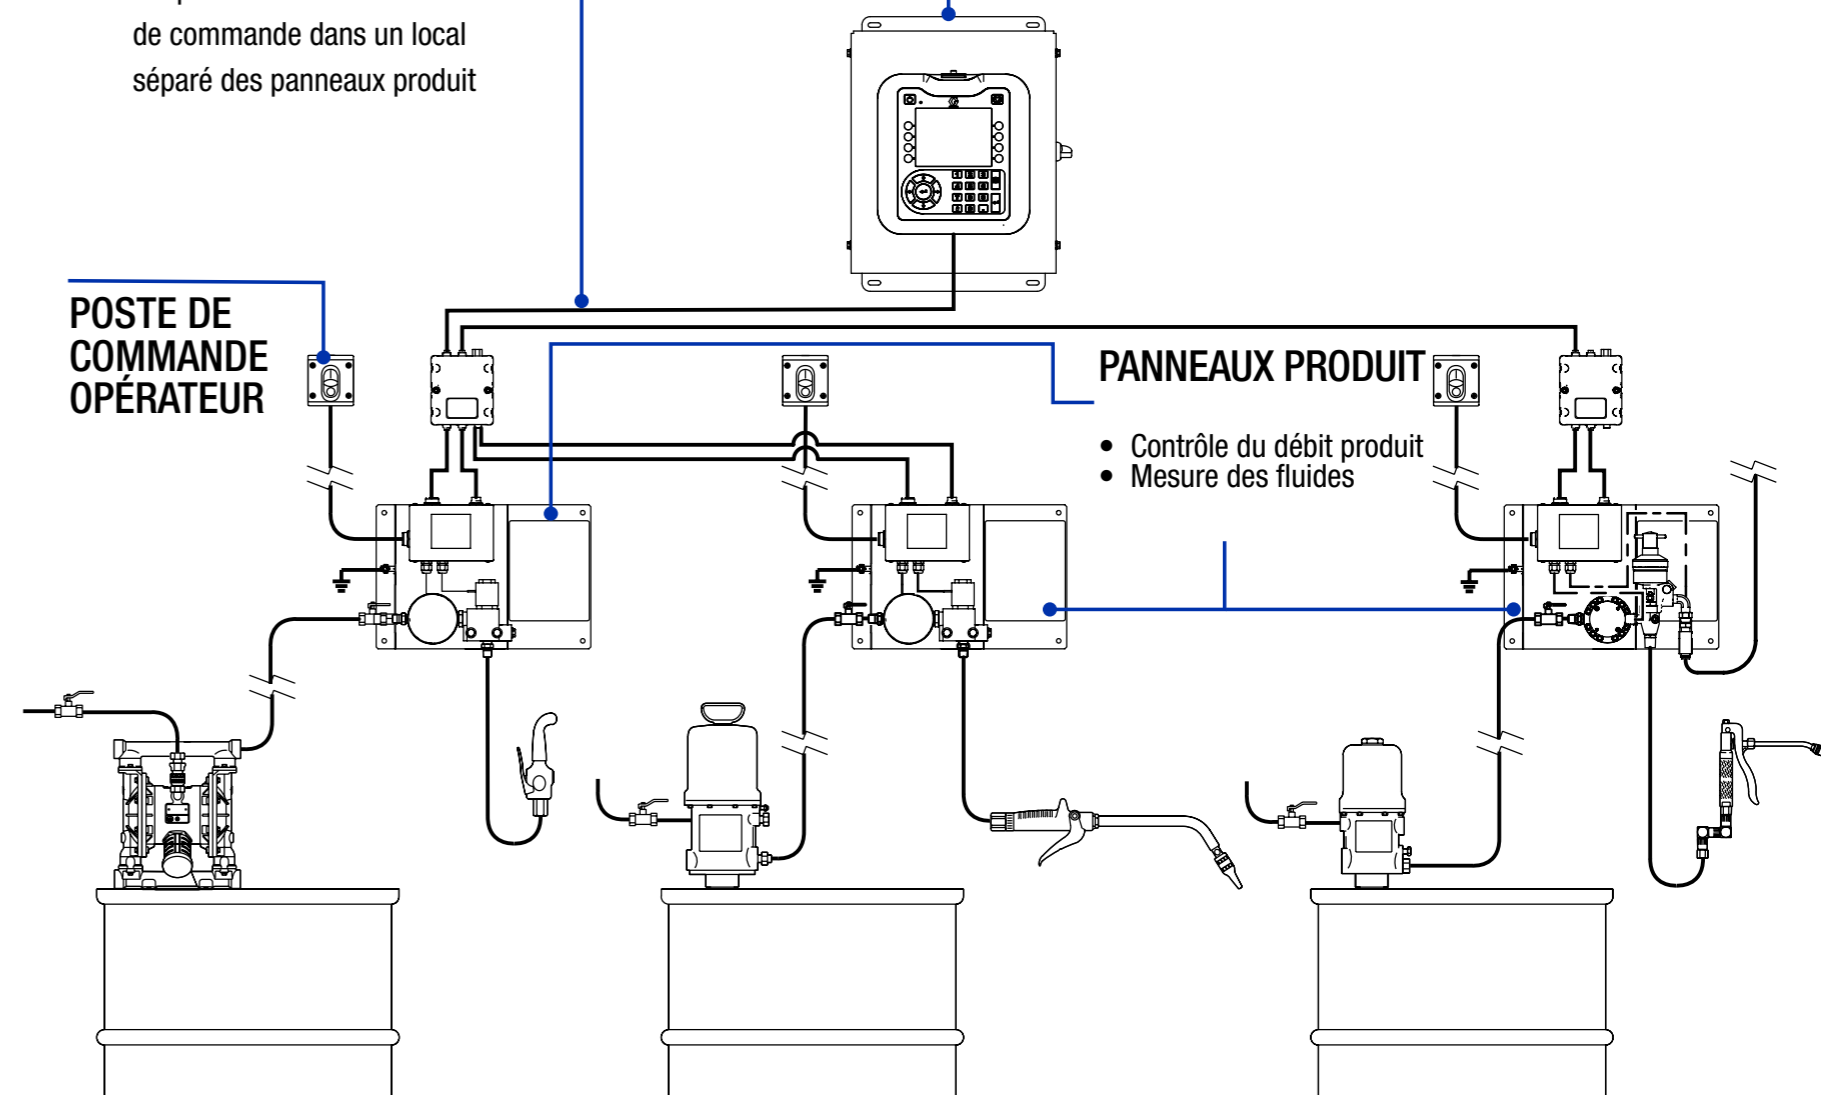 de commande dans un local
séparé des panneaux produit
POSTE DE
COMMANDE
OPÉRATEUR
PANNEAUX PRODUIT
• Contrôle du débit produit
• Mesure des fluides